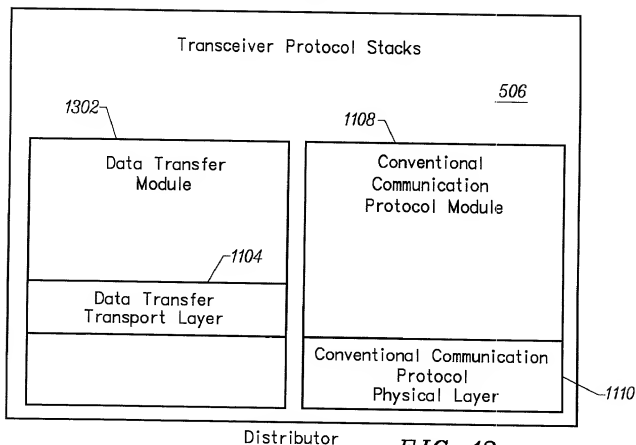 Transceiver Protocol Stacks
506
1302
1108
Data Transfer
Module
Conventional
Communication
Protocol Module
1104
Data Transfer
Transport Layer
Conventional Communication
Protocol
Physical Layer
1110
Distributor